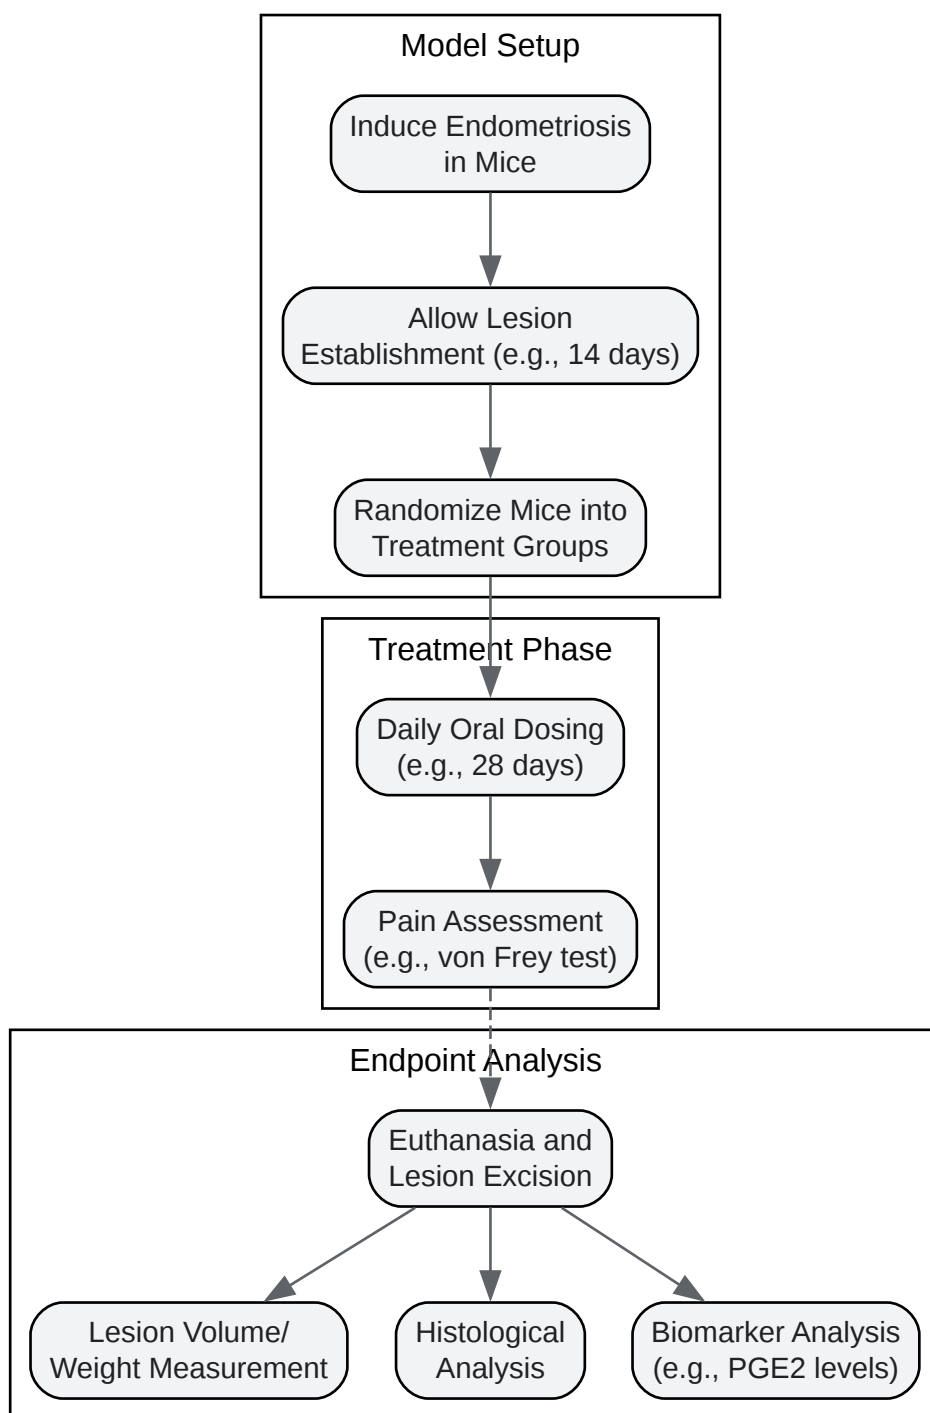 Model Setup
Induce Endometriosis
in Mice
Allow Lesion
Establishment (e.g., 14 days)
Randomize Mice into
Treatment Groups
Treatment Phase
Daily Oral Dosing
(e.g., 28 days)
Pain Assessment
(e.g., von Frey test)
Endpoint Analysis
Euthanasia and
Lesion Excision
Lesion Volume/
Weight Measurement
Histological
Analysis
Biomarker Analysis
(e.g., PGE2 levels)